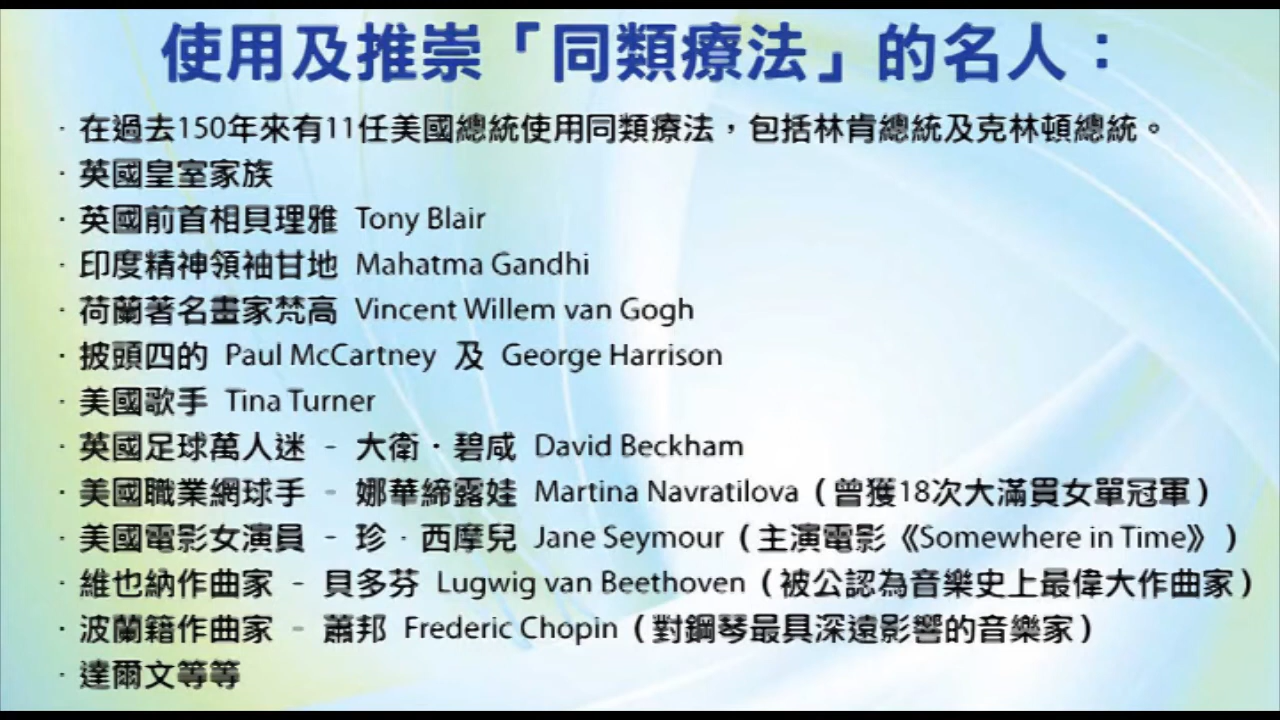 使用及推崇「同類療法」的名人：
· 在過去150年來有11任美國總統使用同類療法，包括林肯總統及克林頓總統。
· 英國皇室家族
· 英國前首相貝理雅 Tony Blair
· 印度精神領袖甘地 Mahatma Gandhi
· 荷蘭著名畫家梵高 Vincent Willem van Gogh
· 披頭四的 Paul McCartney 及 George Harrison
· 美國歌手 Tina Turner
· 英國足球萬人迷 - 大衛·碧咸 David Beckham
· 美國職業網球手 - 娜華締露娃 Martina Navratilova（曾獲18次大滿買女單冠軍）
· 美國電影女演員 - 珍·西摩兒 Jane Seymour（主演電影《Somewhere in Time》）
· 維也納作曲家 - 貝多芬 Lugwig van Beethoven（被公認為音樂史上最偉大作曲家）
· 波蘭籍作曲家 - 蕭邦 Frederic Chopin（對鋼琴最具深遠影響的音樂家）
· 達爾文等等